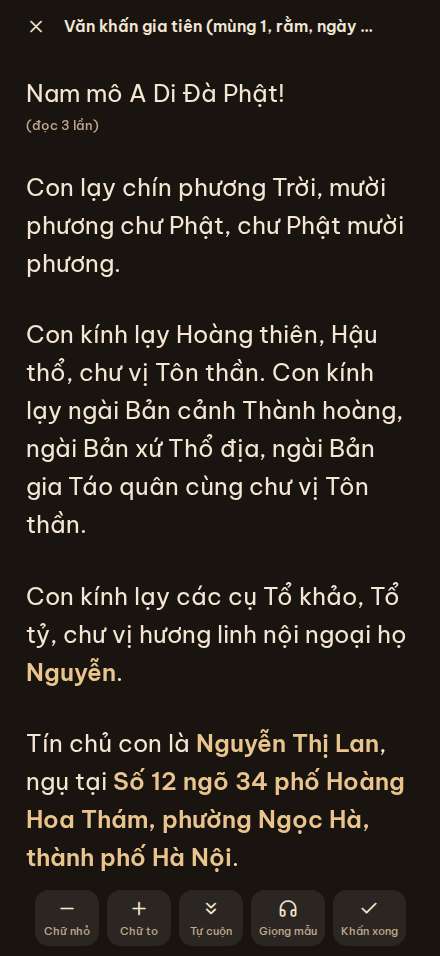 Văn khấn gia tiên (mùng 1, rằm, ngày ...
Nam mô A Di Đà Phật!
(đọc 3 lần)
Con lạy chín phương Trời, mười
phương chư Phật, chư Phật mười
phương.
Con kính lạy Hoàng thiên, Hậu
thổ, chư vị Tôn thần. Con kính
lạy ngài Bản cảnh Thành hoàng,
ngài Bản xứ Thổ địa, ngài Bản
gia Táo quân cùng chư vị Tôn
thần.
Con kính lạy các cụ Tổ khảo, Tổ
tỷ, chư vị hương linh nội ngoại họ
Nguyễn.
Tín chủ con là Nguyễn Thị Lan,
ngụ tại Số 12 ngõ 34 phố Hoàng
Hoa Thám, phường Ngọc Hà,
thành phố Hà Nội.
Chữ nhỏ
Chữ to
Tự cuộn
Giọng mẫu
Khấn xong